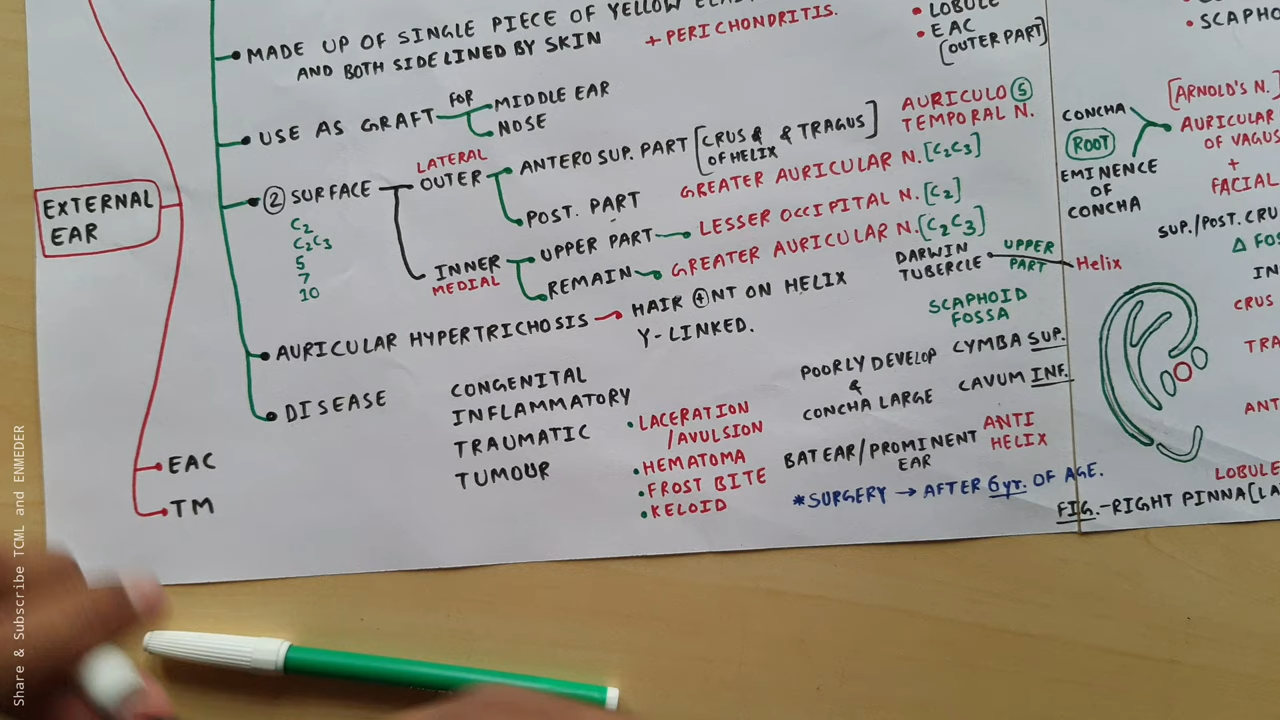 MADE UP OF SINGLE PIECE OF YELLOW
AND BOTH SIDE LINED BY SKIN
+ PERICHONDRITIS.
• LOBULE
• EAC
[OUTER PART]
USE AS GRAFT FOR MIDDLE EAR
NOSE
② SURFACE
LATERAL
OUTER
ANTERO SUP. PART [CRUS & & TRAGUS]
OF HELIX
AURICULO ⑤
TEMPORAL N.
POST. PART
GREATER AURICULAR N. [C2C3]
INNER
MEDIAL
UPPER PART LESSER OCCIPITAL N. [C2]
REMAIN GREATER AURICULAR N. [C2C3]
C2
C2C3
5
7
10
EXTERNAL
EAR
AURICULAR HYPERTRICHOSIS → HAIR ⊕NT ON HELIX
Y-LINKED.
DISEASE
CONGENITAL
INFLAMMATORY
TRAUMATIC
TUMOUR
• LACERATION
/AVULSION
• HEMATOMA
• FROST BITE
• KELOID
EAC
TM
DARWIN
TUBERCLE
UPPER
PART
Helix
SCAPHOID
FOSSA
POORLY DEVELOP
&
CONCHA LARGE
CYMBA SUP.
CAVUM INF.
BAT EAR/PROMINENT
EAR
ANTI
HELIX
*SURGERY → AFTER 6yr. OF AGE.
CONCHA
ROOT
EMINENCE
OF
CONCHA
[ARNOLD'S N.]
AURICULAR
OF VAGUS
+
FACIAL
SUP./POST. CRU
CRUS
LOBULE
FIG.-RIGHT PINNA
Share & Subscribe TCML and ENMEDER